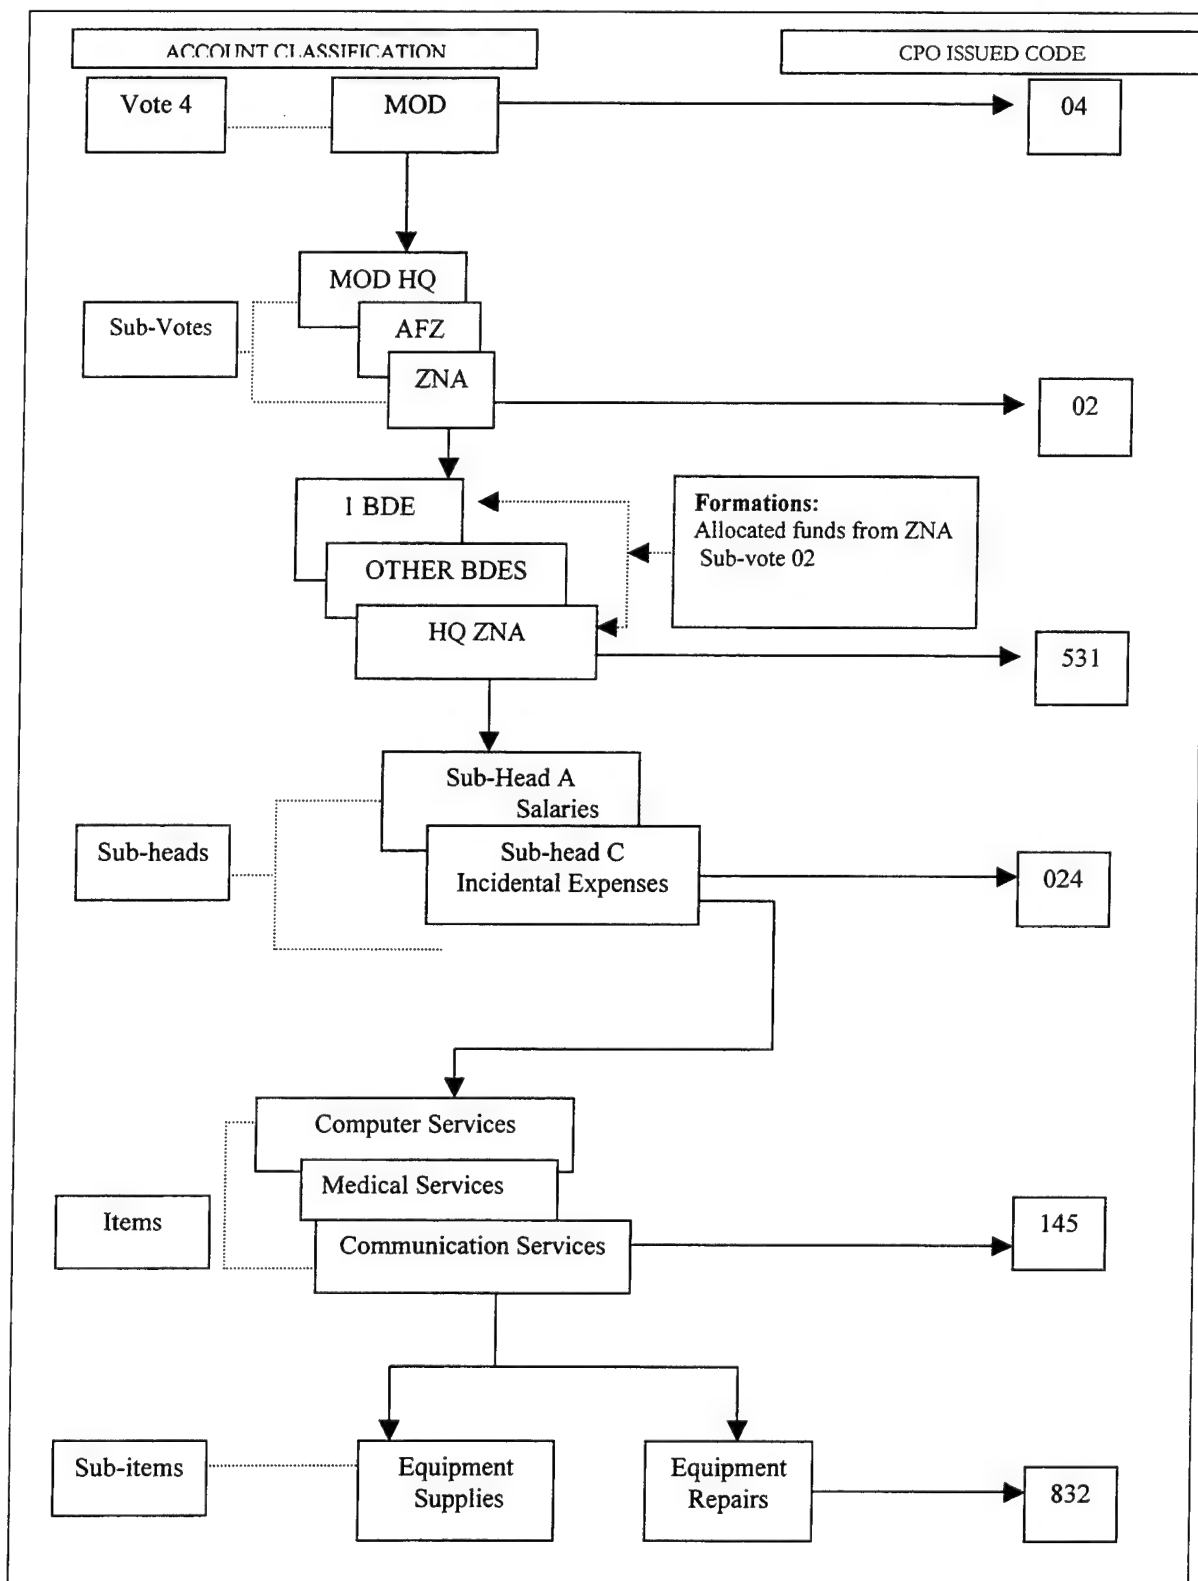 ACCOUNT CLASSIFICATION
CPO ISSUED CODE
Vote 4
MOD
04
MOD HQ
Sub-Votes
AFZ
ZNA
02
1 BDE
Formations:
Allocated funds from ZNA
Sub-vote 02
OTHER BDES
HQ ZNA
531
Sub-Head A
Salaries
Sub-heads
Sub-head C
Incidental Expenses
024
Computer Services
Medical Services
Items
Communication Services
145
Sub-items
Equipment
Supplies
Equipment
Repairs
832